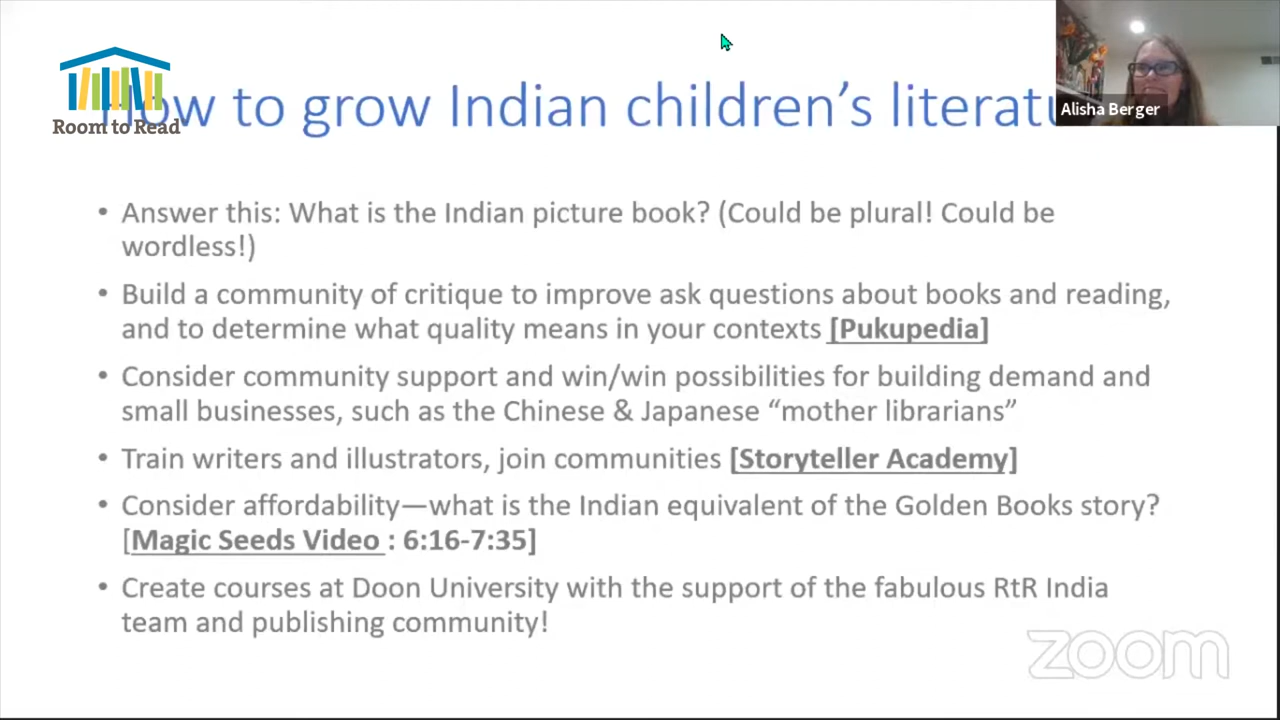 How to grow Indian children's literatu
Room to Read
Alisha Berger
• Answer this: What is the Indian picture book? (Could be plural! Could be
wordless!)
• Build a community of critique to improve ask questions about books and reading,
and to determine what quality means in your contexts [Pukupedia]
• Consider community support and win/win possibilities for building demand and
small businesses, such as the Chinese & Japanese “mother librarians”
• Train writers and illustrators, join communities [Storyteller Academy]
• Consider affordability—what is the Indian equivalent of the Golden Books story?
[Magic Seeds Video : 6:16-7:35]
• Create courses at Doon University with the support of the fabulous RtR India
team and publishing community!
zoom